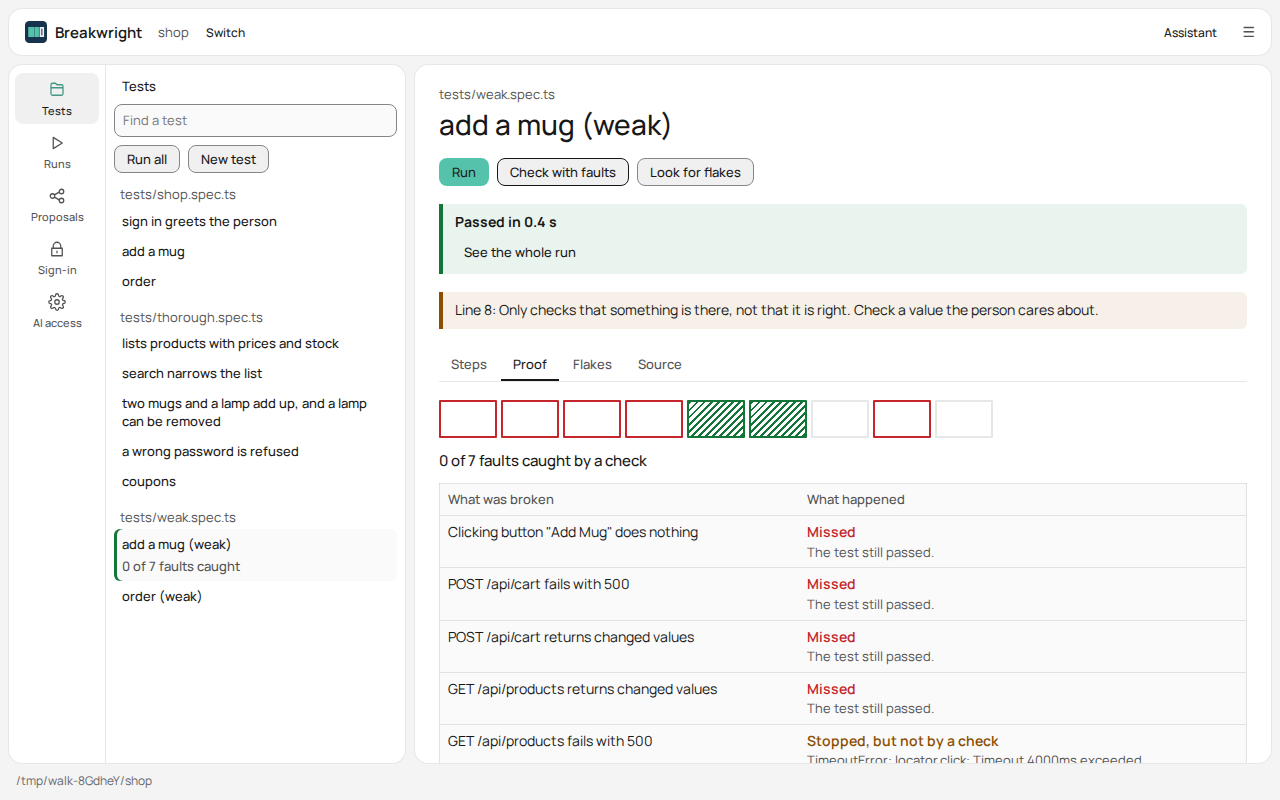 Breakwright shop Switch Assistant ☰
Tests
Runs
Proposals
Sign-in
AI access
Tests
Find a test
Run all New test
tests/shop.spec.ts
sign in greets the person
add a mug
order
tests/thorough.spec.ts
lists products with prices and stock
search narrows the list
two mugs and a lamp add up, and a lamp
can be removed
a wrong password is refused
coupons
tests/weak.spec.ts
add a mug (weak)
0 of 7 faults caught
order (weak)
tests/weak.spec.ts
add a mug (weak)
Run Check with faults Look for flakes
Passed in 0.4 s
See the whole run
Line 8: Only checks that something is there, not that it is right. Check a value the person cares about.
Steps Proof Flakes Source
0 of 7 faults caught by a check
What was broken What happened
Clicking button "Add Mug" does nothing Missed
The test still passed.
POST /api/cart fails with 500 Missed
The test still passed.
POST /api/cart returns changed values Missed
The test still passed.
GET /api/products returns changed values Missed
The test still passed.
GET /api/products fails with 500 Stopped, but not by a check
TimeoutError: locator.click: Timeout 4000ms exceeded.
/tmp/walk-8GdheY/shop